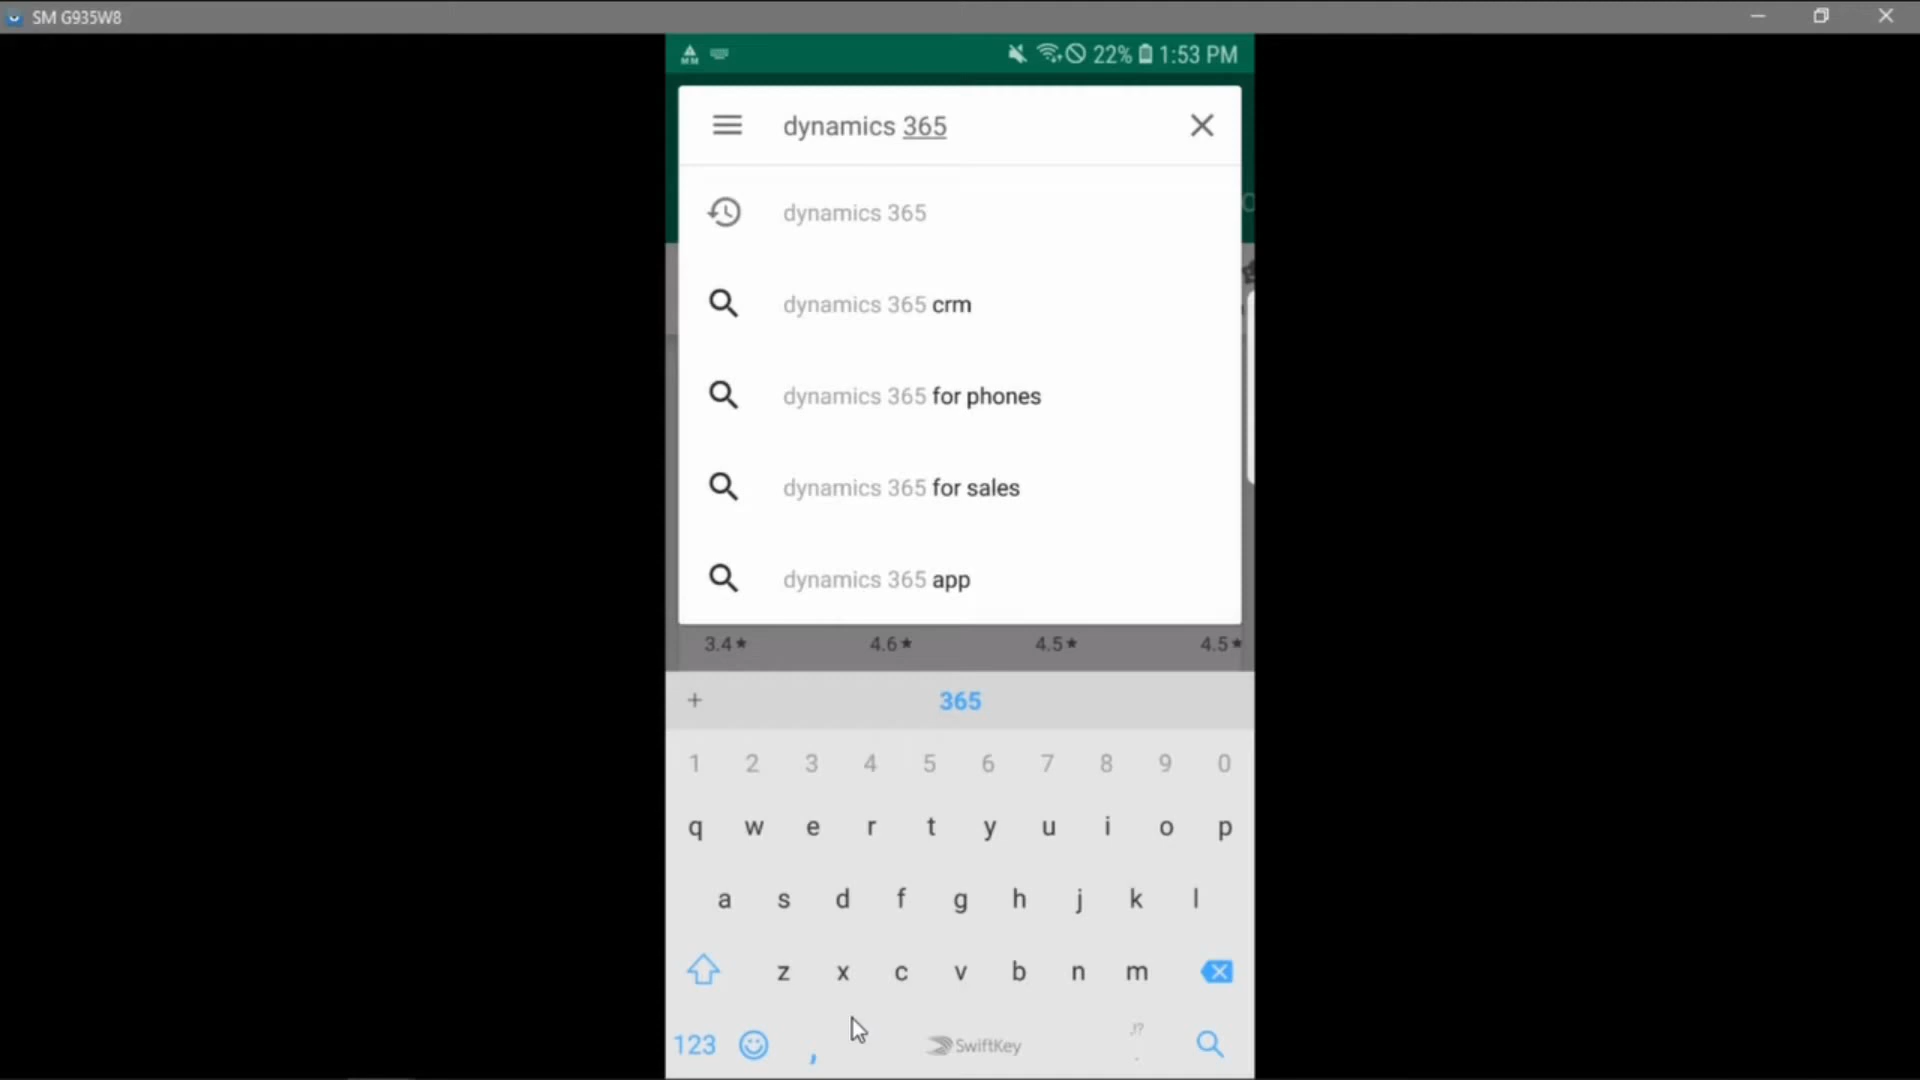 SM G935W8
22% 1:53 PM
dynamics 365
dynamics 365
dynamics 365 crm
dynamics 365 for phones
dynamics 365 for sales
dynamics 365 app
3.4★ 4.6★ 4.5★ 4.5★
+ 365
1 2 3 4 5 6 7 8 9 0
q w e r t y u i o p
a s d f g h j k l
z x c v b n m
123 , SwiftKey .!? .